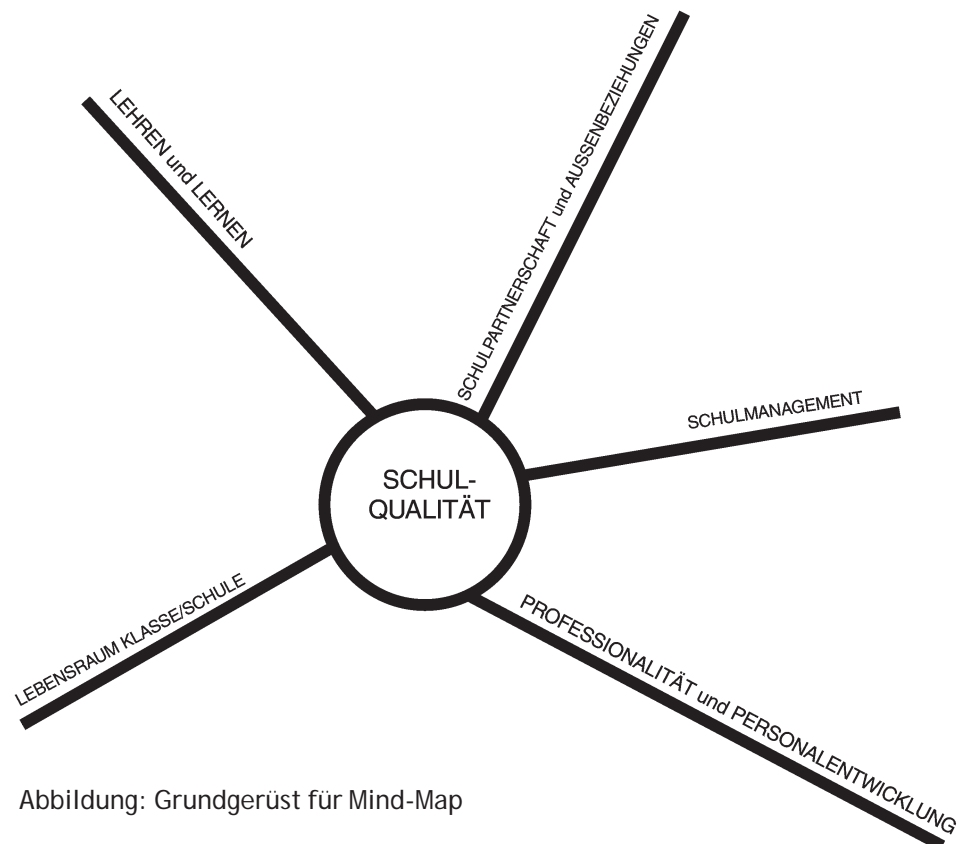 LEHREN und LERNEN
SCHULPARTNERSCHAFT und AUSSENBEZIEHUNGEN
SCHULMANAGEMENT
SCHUL-
QUALITÄT
LEBENSRAUM KLASSE/SCHULE
PROFESSIONALITÄT und PERSONALENTWICKLUNG
Abbildung: Grundgerüst für Mind-Map